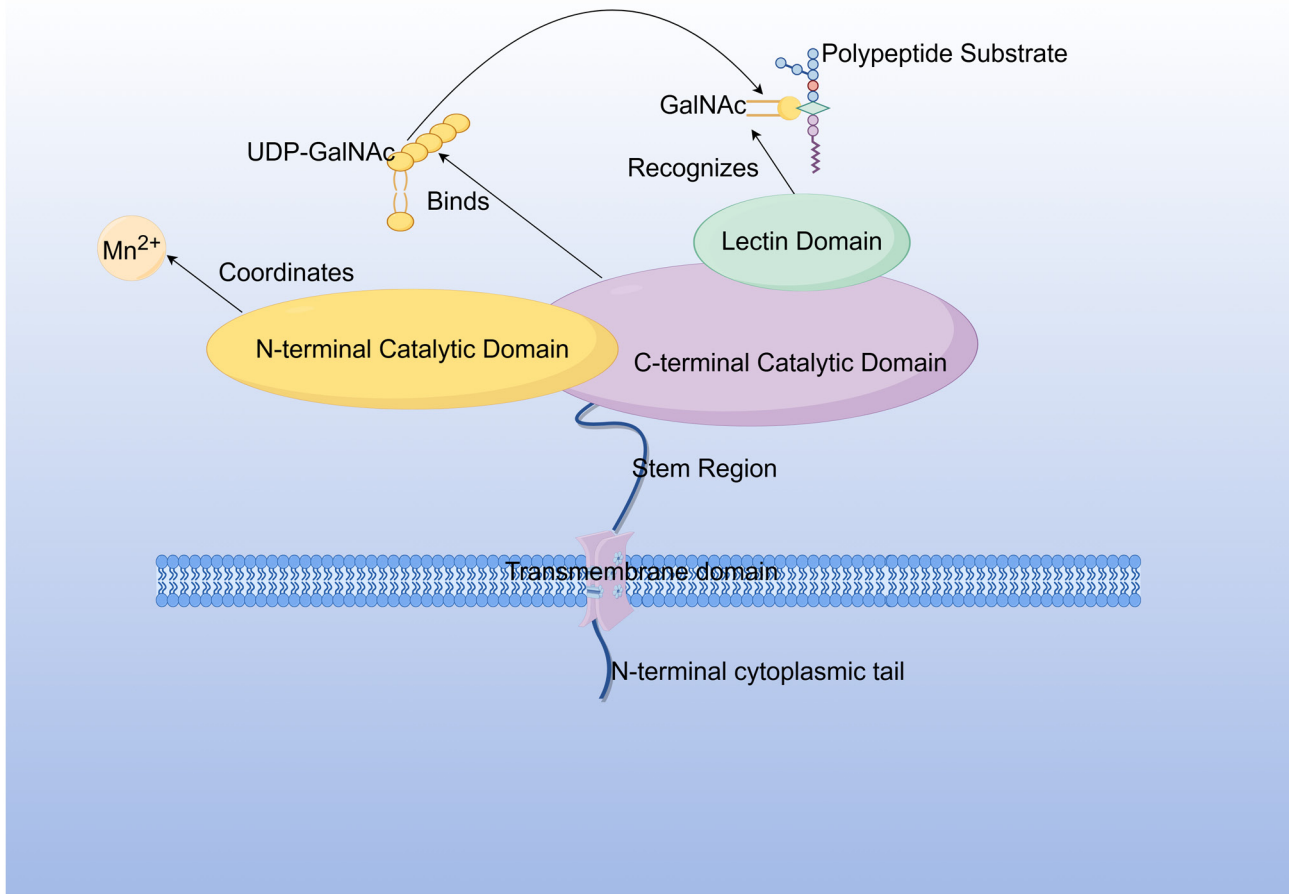 Polypeptide Substrate
GalNAc
UDP-GalNAc
Recognizes
Binds
Lectin Domain
Mn²⁺
Coordinates
N-terminal Catalytic Domain
C-terminal Catalytic Domain
Stem Region
Transmembrane domain
N-terminal cytoplasmic tail